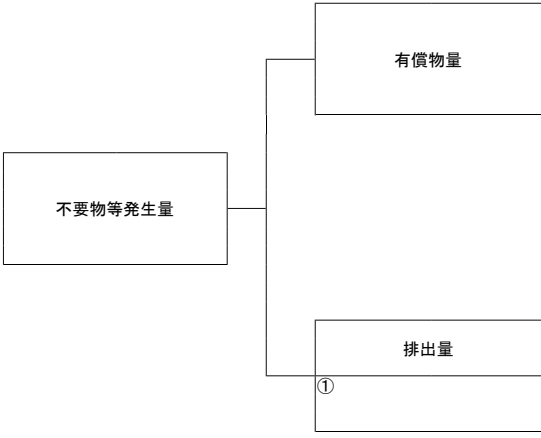 有償物量
不要物等発生量
排出量
①